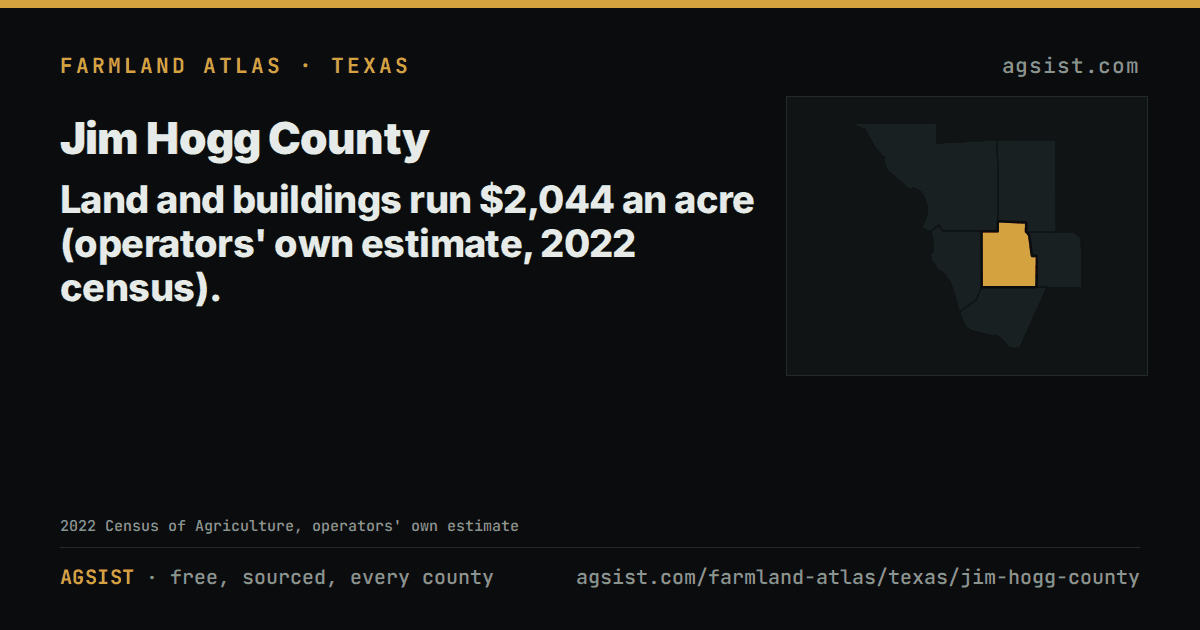 FARMLAND ATLAS · TEXAS
agsist.com
Jim Hogg County
Land and buildings run $2,044 an acre
(operators' own estimate, 2022
census).
2022 Census of Agriculture, operators' own estimate
AGSIST · free, sourced, every county
agsist.com/farmland-atlas/texas/jim-hogg-county